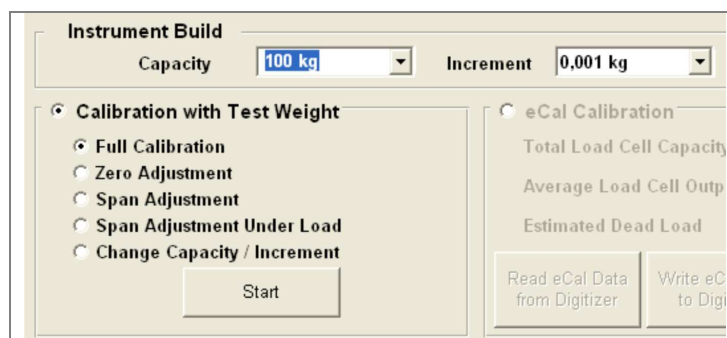 Instrument Build
Capacity 100 kg Increment 0,001 kg
Calibration with Test Weight
Full Calibration
Zero Adjustment
Span Adjustment
Span Adjustment Under Load
Change Capacity / Increment
Start
eCal Calibration
Total Load Cell Capacity
Average Load Cell Outp
Estimated Dead Load
Read eCal Data
from Digitizer
Write eC
to Digi